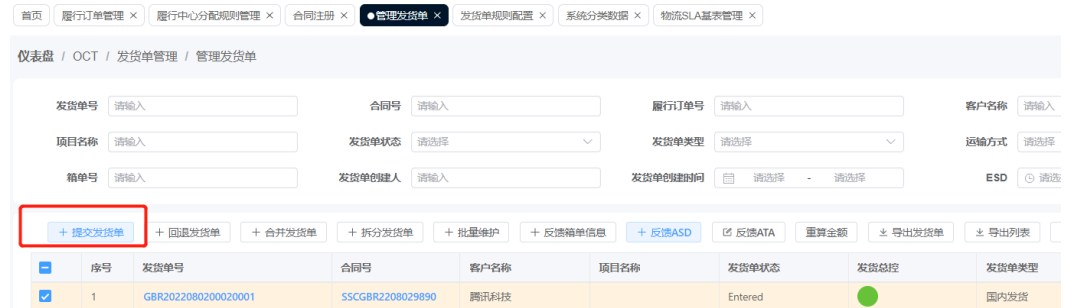 首页 履行订单管理 × 履行中心分配规则管理 × 合同注册 × ●管理发货单 × 发货单规则配置 × 系统分类数据 × 物流SLA基表管理 ×
仪表盘 / OCT / 发货单管理 / 管理发货单
发货单号 请输入 合同号 请输入 履行订单号 请输入 客户名称 请输入
项目名称 请输入 发货单状态 请选择 发货单类型 请选择 运输方式 请选择
箱单号 请输入 发货单创建人 请输入 发货单创建时间 请选择 - 请选择 ESD 请选
+ 提交发货单 + 回退发货单 + 合并发货单 + 拆分发货单 + 批量维护 + 反馈箱单信息 + 反馈ASD 反馈ATA 重算金额 导出发货单 导出列表
序号 发货单号 合同号 客户名称 项目名称 发货单状态 发货总控 发货单类型
1 GBR2022080200020001 SSCGBR2208029890 腾讯科技 Entered 国内发货